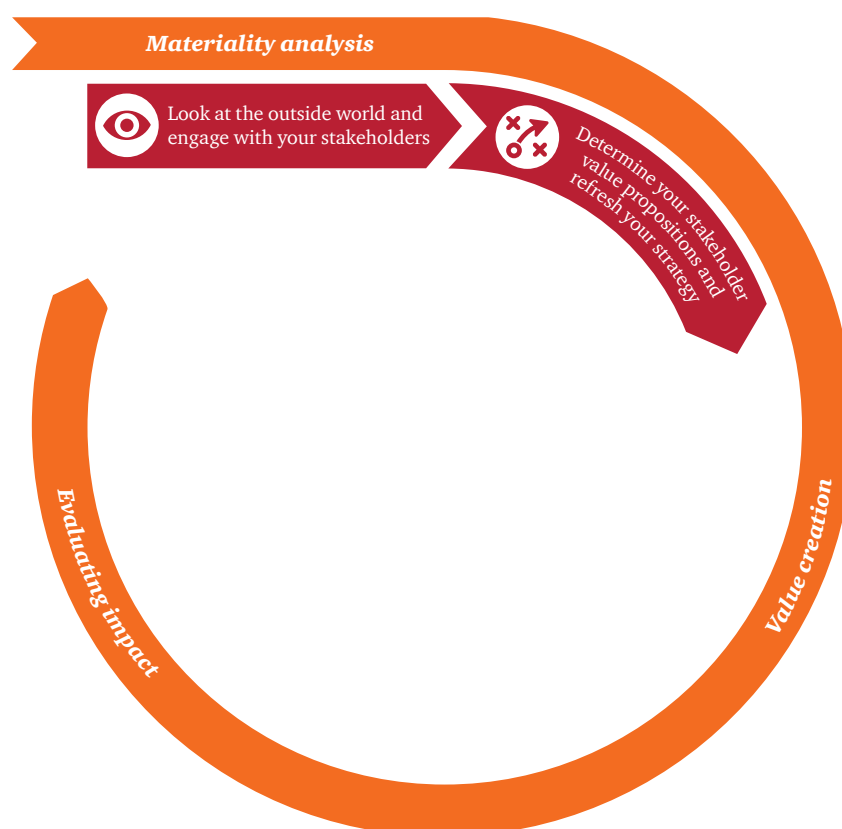 Materiality analysis
Look at the outside world and
engage with your stakeholders
Determine your stakeholder
value propositions and
refresh your strategy
Value creation
Evaluating impact